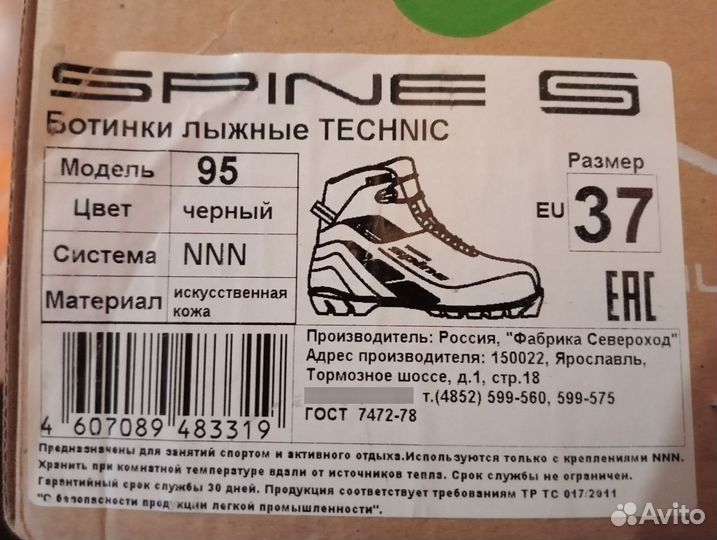 SPINE S
Ботинки лыжные TECHNIC
Модель 95
Цвет черный
Система NNN
Материал искусственная кожа
Размер
EU 37
SPINE
EAC
Производитель: Россия, "Фабрика Североход"
Адрес производителя: 150022, Ярославль,
Тормозное шоссе, д.1, стр.18
т.(4852) 599-560, 599-575
ГОСТ 7472-78
4 607089 483319
Предназначены для занятий спортом и активного отдыха.Используются только с креплениями NNN.
Хранить при комнатной температуре вдали от источников тепла. Срок службы не ограничен.
Гарантийный срок службы 30 дней. Продукция соответствует требованиям ТР ТС 017/2011
"О безопасности продукции легкой промышленности".
Avito